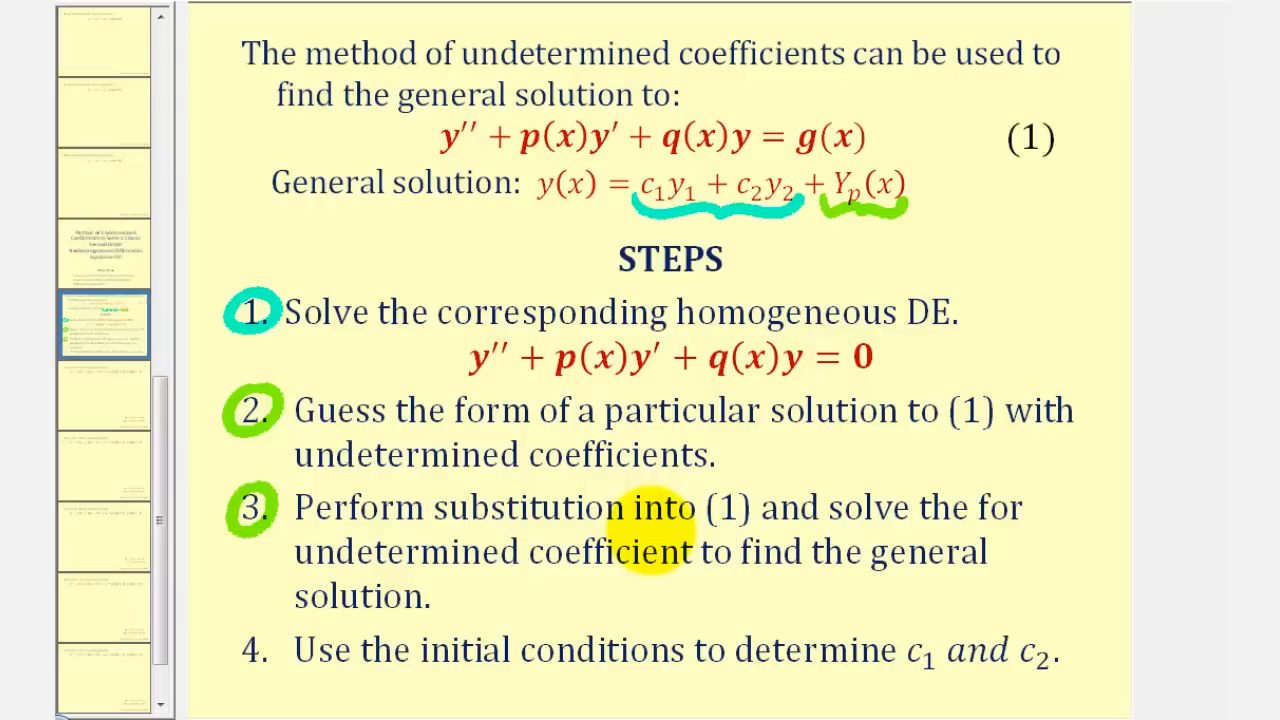 The method of undetermined coefficients can be used to
find the general solution to:
y′′ + p(x)y′ + q(x)y = g(x) (1)
General solution: y(x) = c₁y₁ + c₂y₂ + Yₚ(x)
STEPS
1. Solve the corresponding homogeneous DE.
y′′ + p(x)y′ + q(x)y = 0
2. Guess the form of a particular solution to (1) with
undetermined coefficients.
3. Perform substitution into (1) and solve the for
undetermined coefficient to find the general
solution.
4. Use the initial conditions to determine c₁ and c₂.